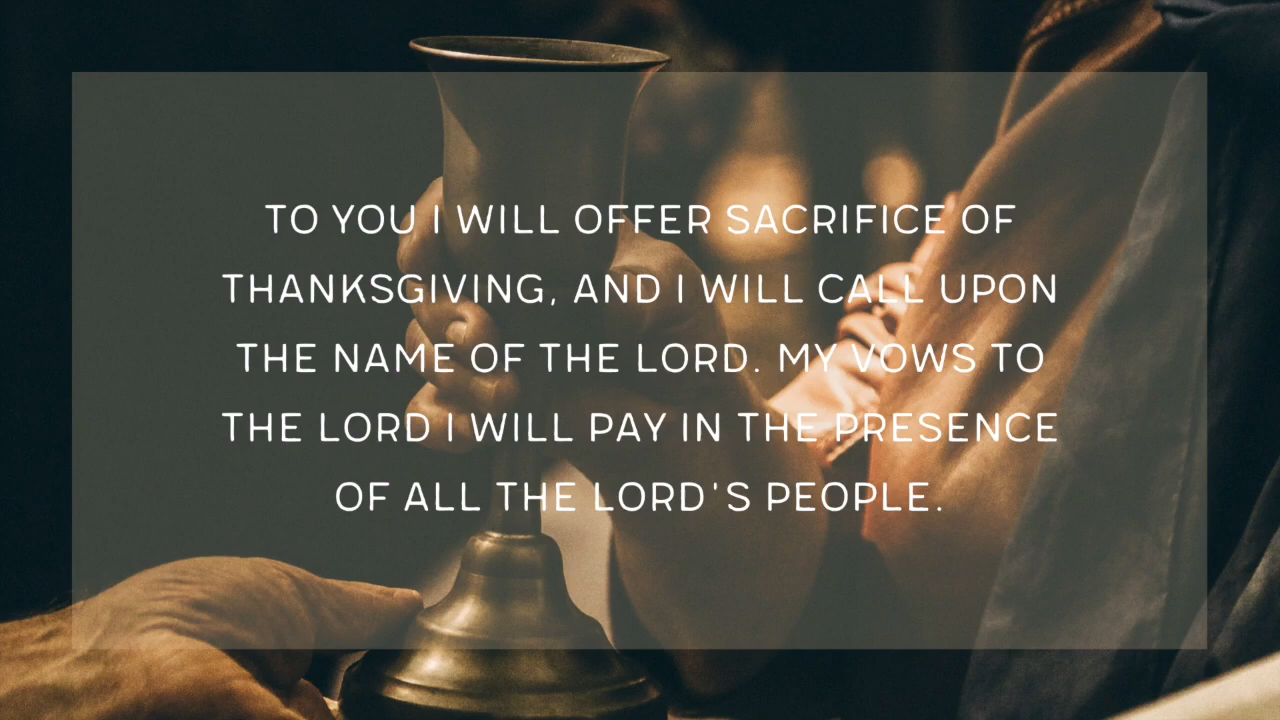 TO YOU I WILL OFFER SACRIFICE OF
THANKSGIVING, AND I WILL CALL UPON
THE NAME OF THE LORD. MY VOWS TO
THE LORD I WILL PAY IN THE PRESENCE
OF ALL THE LORD'S PEOPLE.